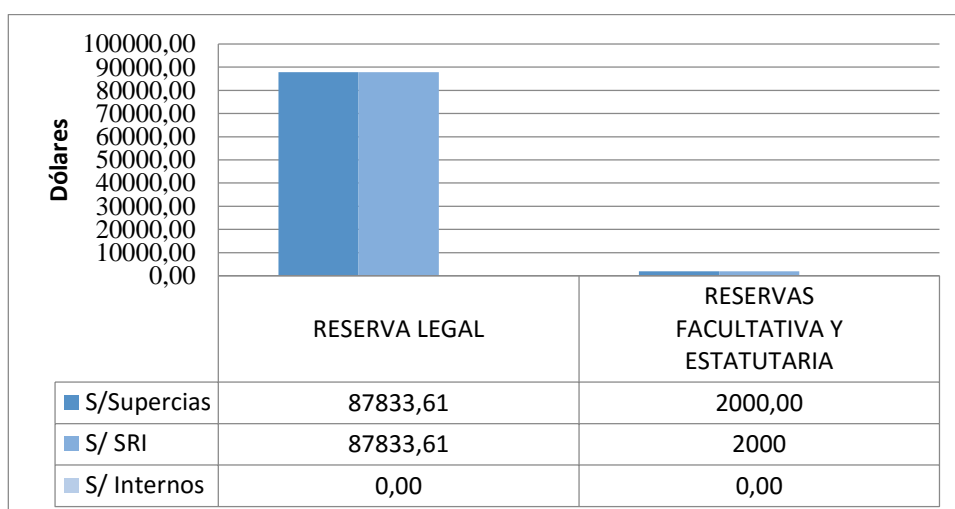 Dólares
100000,00
90000,00
80000,00
70000,00
60000,00
50000,00
40000,00
30000,00
20000,00
10000,00
0,00
RESERVA LEGAL
RESERVAS
FACULTATIVA Y
ESTATUTARIA
S/Supercias 87833,61 2000,00
S/ SRI 87833,61 2000
S/ Internos 0,00 0,00